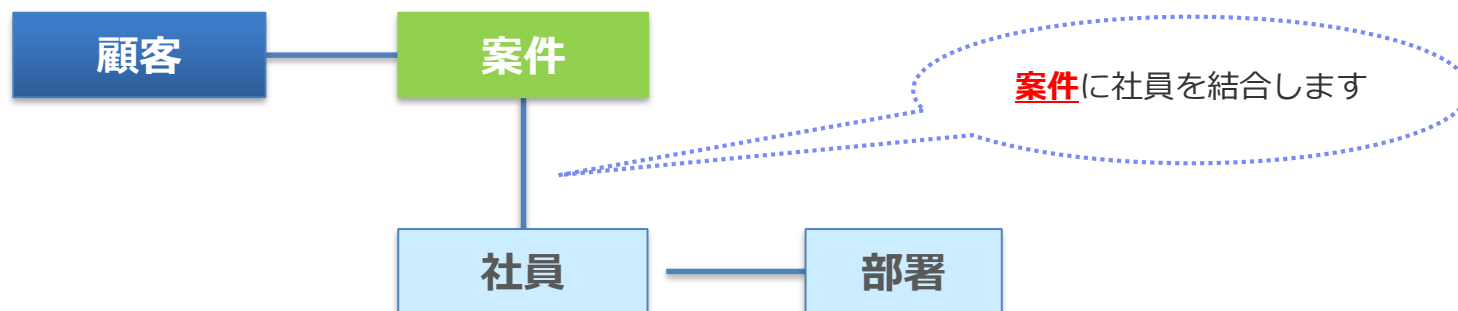 顧客
案件
案件に社員を結合します
社員
部署